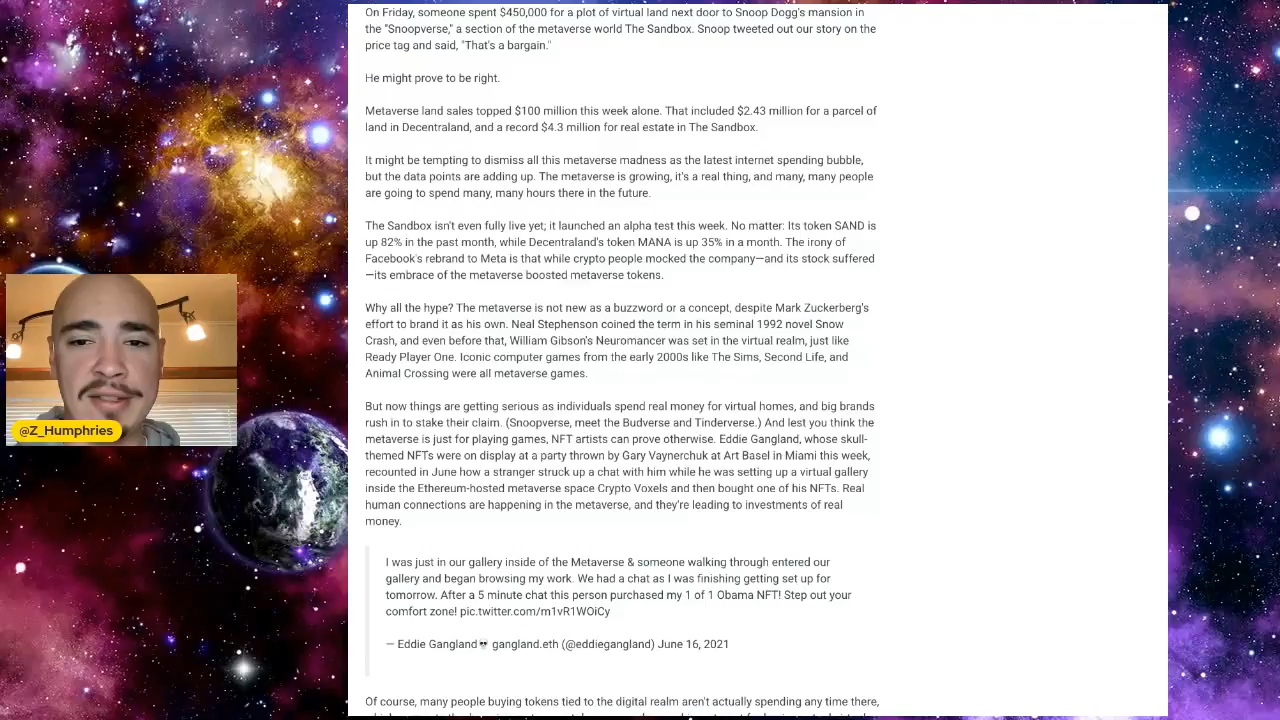 On Friday, someone spent $450,000 for a plot of virtual land next door to Snoop Dogg's mansion in
the "Snoopverse," a section of the metaverse world The Sandbox. Snoop tweeted out our story on the
price tag and said, "That's a bargain."
He might prove to be right.
Metaverse land sales topped $100 million this week alone. That included $2.43 million for a parcel of
land in Decentraland, and a record $4.3 million for real estate in The Sandbox.
It might be tempting to dismiss all this metaverse madness as the latest internet spending bubble,
but the data points are adding up. The metaverse is growing, it's a real thing, and many, many people
are going to spend many, many hours there in the future.
The Sandbox isn't even fully live yet; it launched an alpha test this week. No matter: Its token SAND is
up 82% in the past month, while Decentraland's token MANA is up 35% in a month. The irony of
Facebook's rebrand to Meta is that while crypto people mocked the company—and its stock suffered
—its embrace of the metaverse boosted metaverse tokens.
Why all the hype? The metaverse is not new as a buzzword or a concept, despite Mark Zuckerberg's
effort to brand it as his own. Neal Stephenson coined the term in his seminal 1992 novel Snow
Crash, and even before that, William Gibson's Neuromancer was set in the virtual realm, just like
Ready Player One. Iconic computer games from the early 2000s like The Sims, Second Life, and
Animal Crossing were all metaverse games.
@Z_Humphries
But now things are getting serious as individuals spend real money for virtual homes, and big brands
rush in to stake their claim. (Snoopverse, meet the Budverse and Tinderverse.) And lest you think the
metaverse is just for playing games, NFT artists can prove otherwise. Eddie Gangland, whose skull-
themed NFTs were on display at a party thrown by Gary Vaynerchuk at Art Basel in Miami this week,
recounted in June how a stranger struck up a chat with him while he was setting up a virtual gallery
inside the Ethereum-hosted metaverse space Crypto Voxels and then bought one of his NFTs. Real
human connections are happening in the metaverse, and they're leading to investments of real
money.
I was just in our gallery inside of the Metaverse & someone walking through entered our
gallery and began browsing my work. We had a chat as I was finishing getting set up for
tomorrow. After a 5 minute chat this person purchased my 1 of 1 Obama NFT! Step out your
comfort zone! pic.twitter.com/m1vR1WOiCy
— Eddie Gangland💀 gangland.eth (@eddiegangland) June 16, 2021
Of course, many people buying tokens tied to the digital realm aren't actually spending any time there,